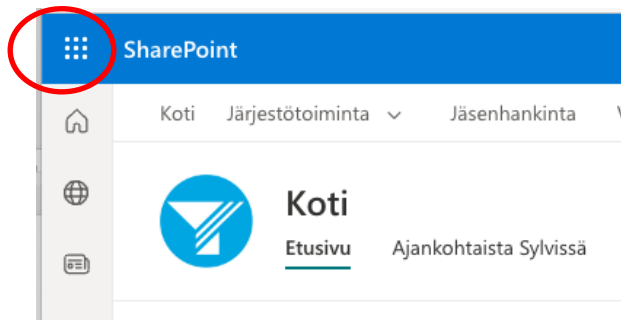 SharePoint
Koti Järjestötoiminta Jäsenhankinta
Koti
Etusivu Ajankohtaista Sylvissä